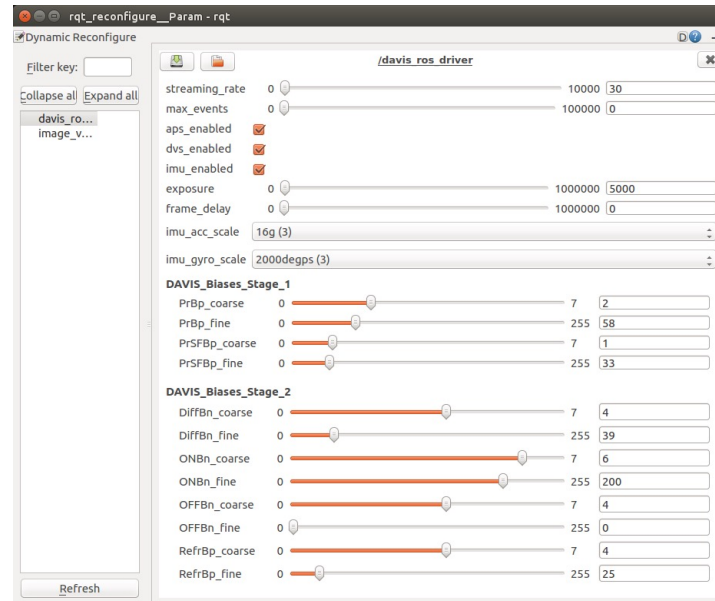 rqt_reconfigure__Param - rqt
Dynamic Reconfigure
D ? -
Filter key:
Collapse all Expand all
davis_ro...
image_v...
Refresh
/davis_ros_driver
streaming_rate 0 10000 30
max_events 0 100000 0
aps_enabled
dvs_enabled
imu_enabled
exposure 0 1000000 5000
frame_delay 0 1000000 0
imu_acc_scale 16g (3)
imu_gyro_scale 2000degps (3)
DAVIS_Biases_Stage_1
PrBp_coarse 0 7 2
PrBp_fine 0 255 58
PrSFBp_coarse 0 7 1
PrSFBp_fine 0 255 33
DAVIS_Biases_Stage_2
DiffBn_coarse 0 7 4
DiffBn_fine 0 255 39
ONBn_coarse 0 7 6
ONBn_fine 0 255 200
OFFBn_coarse 0 7 4
OFFBn_fine 0 255 0
RefrBp_coarse 0 7 4
RefrBp_fine 0 255 25